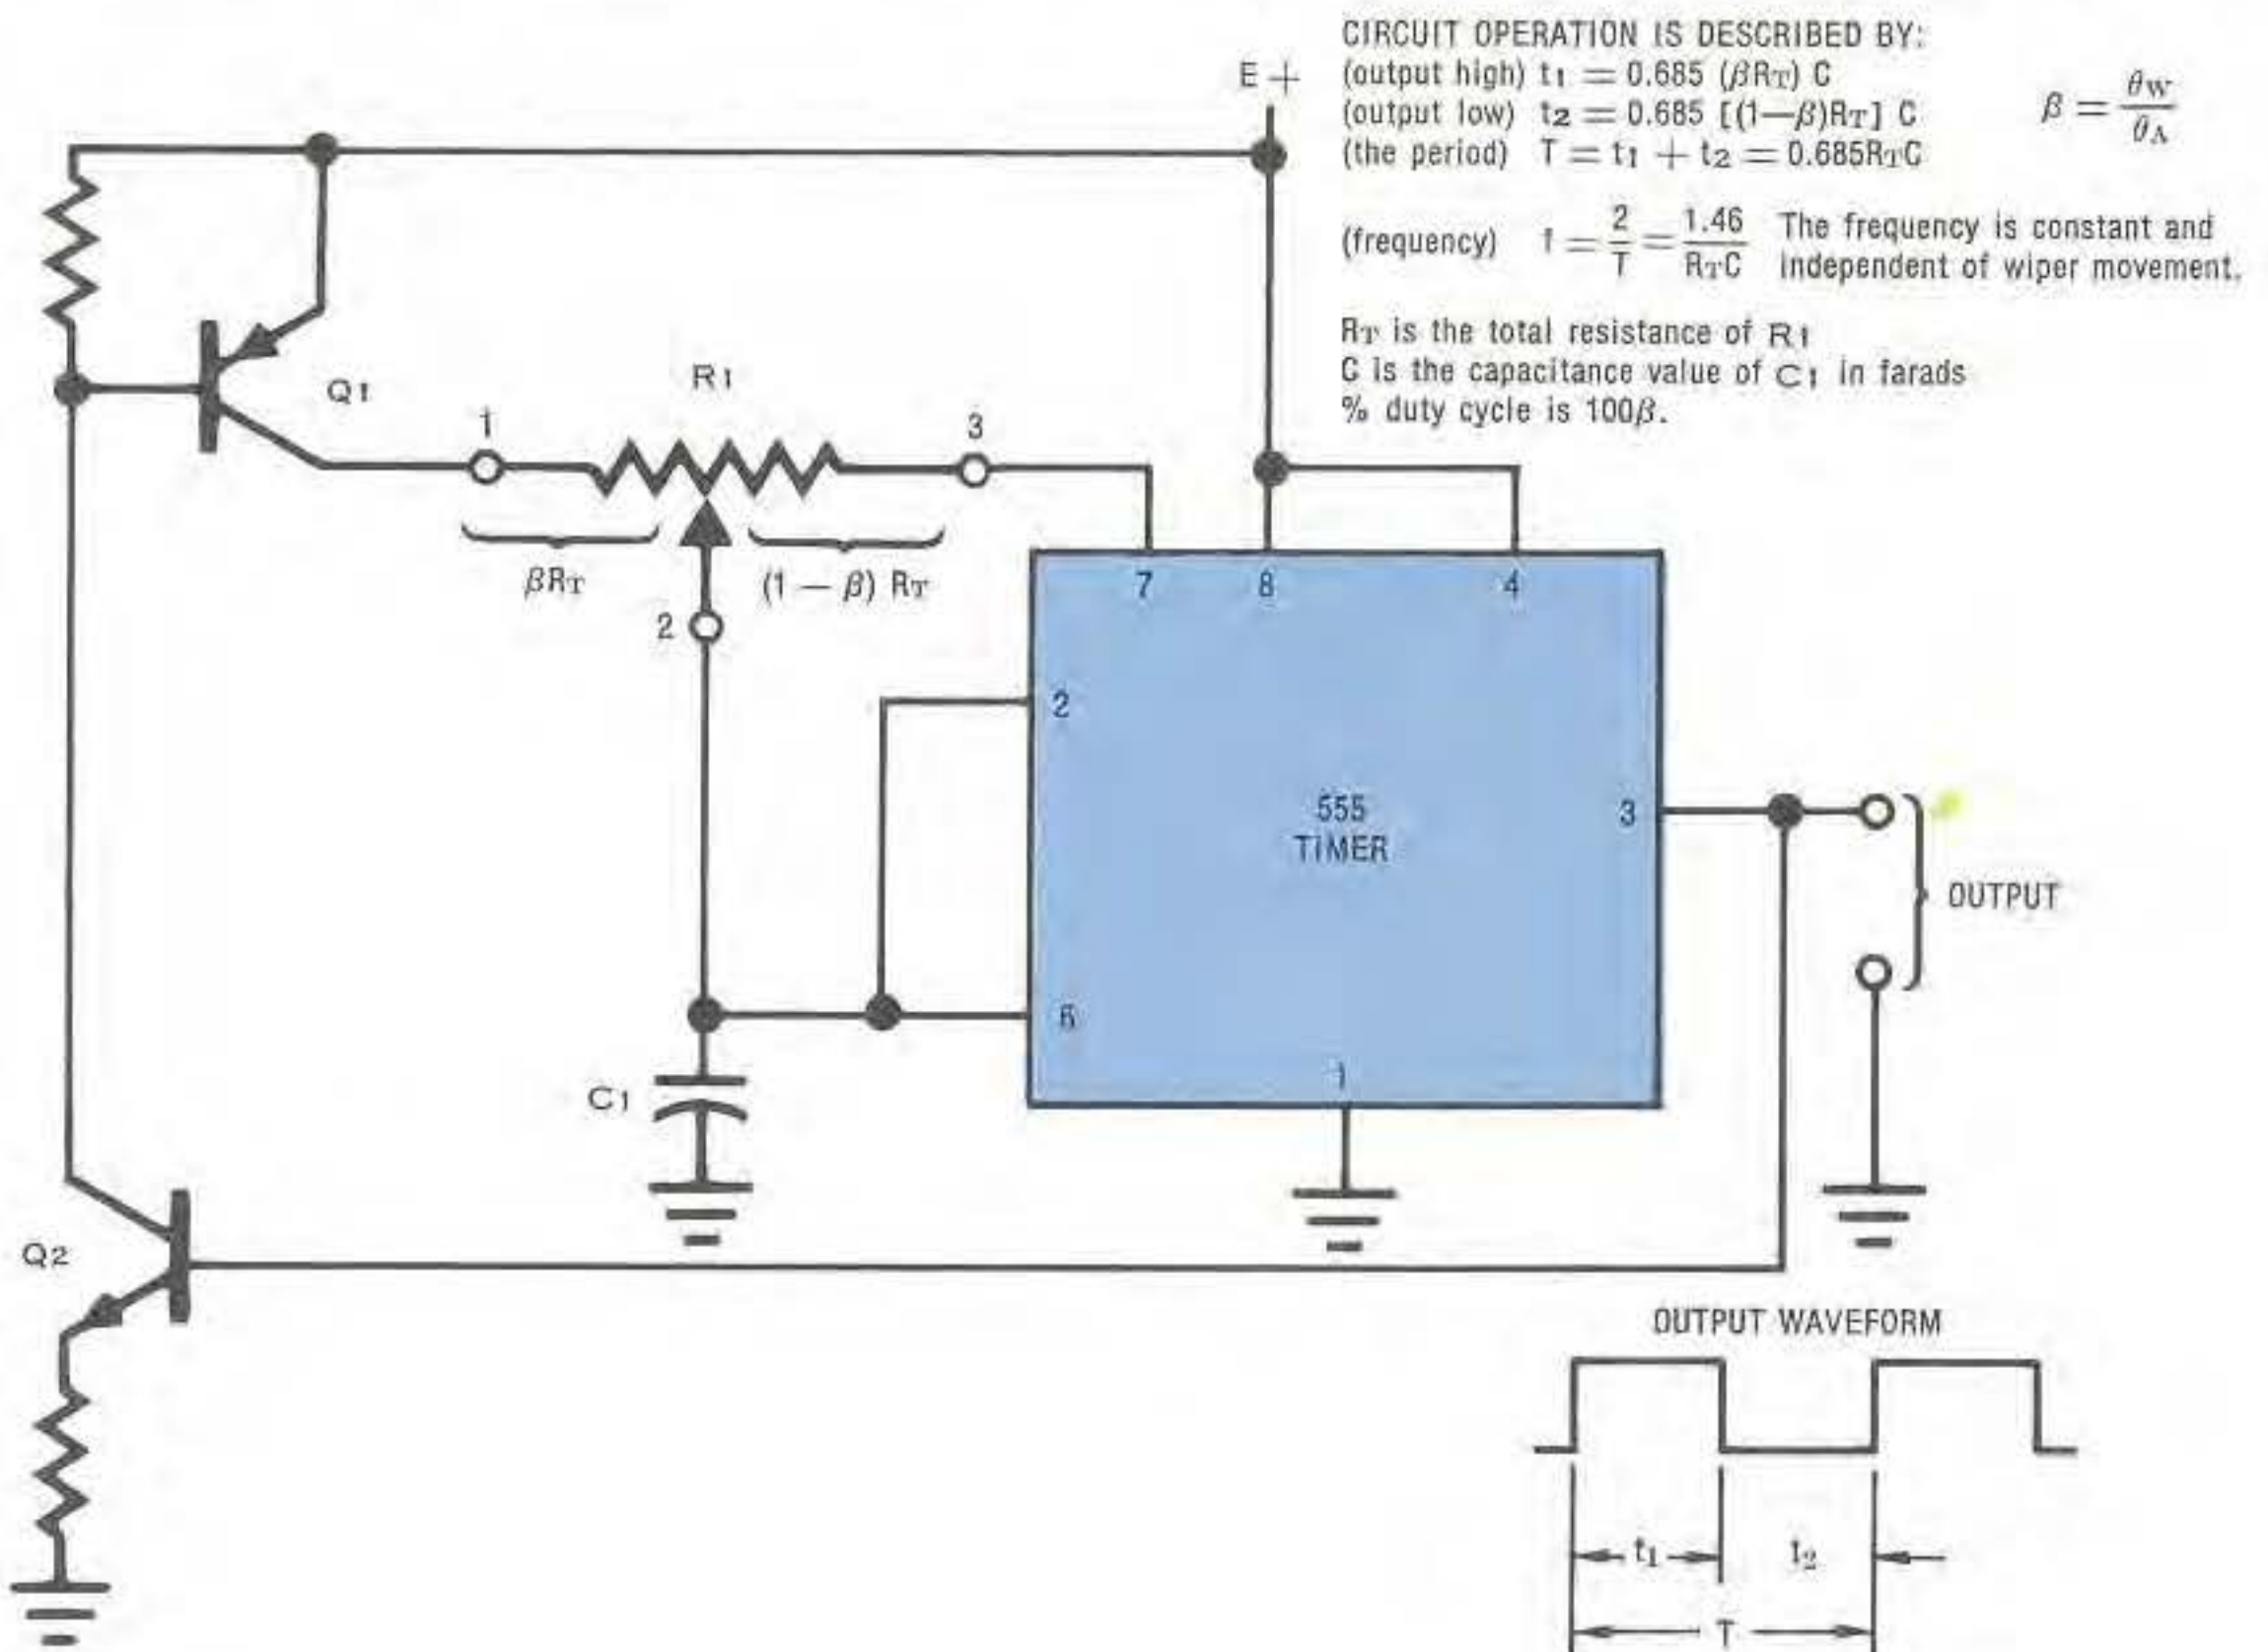 CIRCUIT OPERATION IS DESCRIBED BY:
(output high) t1 = 0.685 (βRT) C
(output low) t2 = 0.685 [(1—β)RT] C
(the period) T = t1 + t2 = 0.685RTC
β = θW / θA
(frequency) f = 2/T = 1.46/RTC The frequency is constant and
independent of wiper movement.
RT is the total resistance of R1
C is the capacitance value of C1 in farads
% duty cycle is 100β.
E +
Q1
R1
1
3
βRT
(1 — β) RT
2
7
8
4
2
555
TIMER
3
6
1
OUTPUT
C1
Q2
OUTPUT WAVEFORM
t1
t2
T